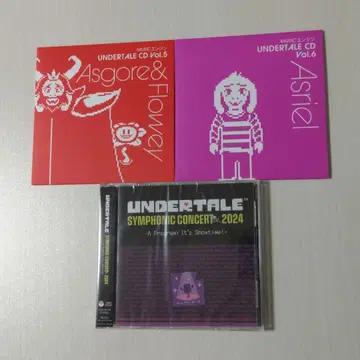 MUSICエンジン
UNDERTALE CD Vol.5
Asgore&
Flowey
MUSICエンジン
UNDERTALE CD
Vol.6
Asriel
UNDERTALE
SYMPHONIC CONCERT 2024
UNDERTALE™
SYMPHONIC CONCERT 2024
-A Program: It's Showtime!-